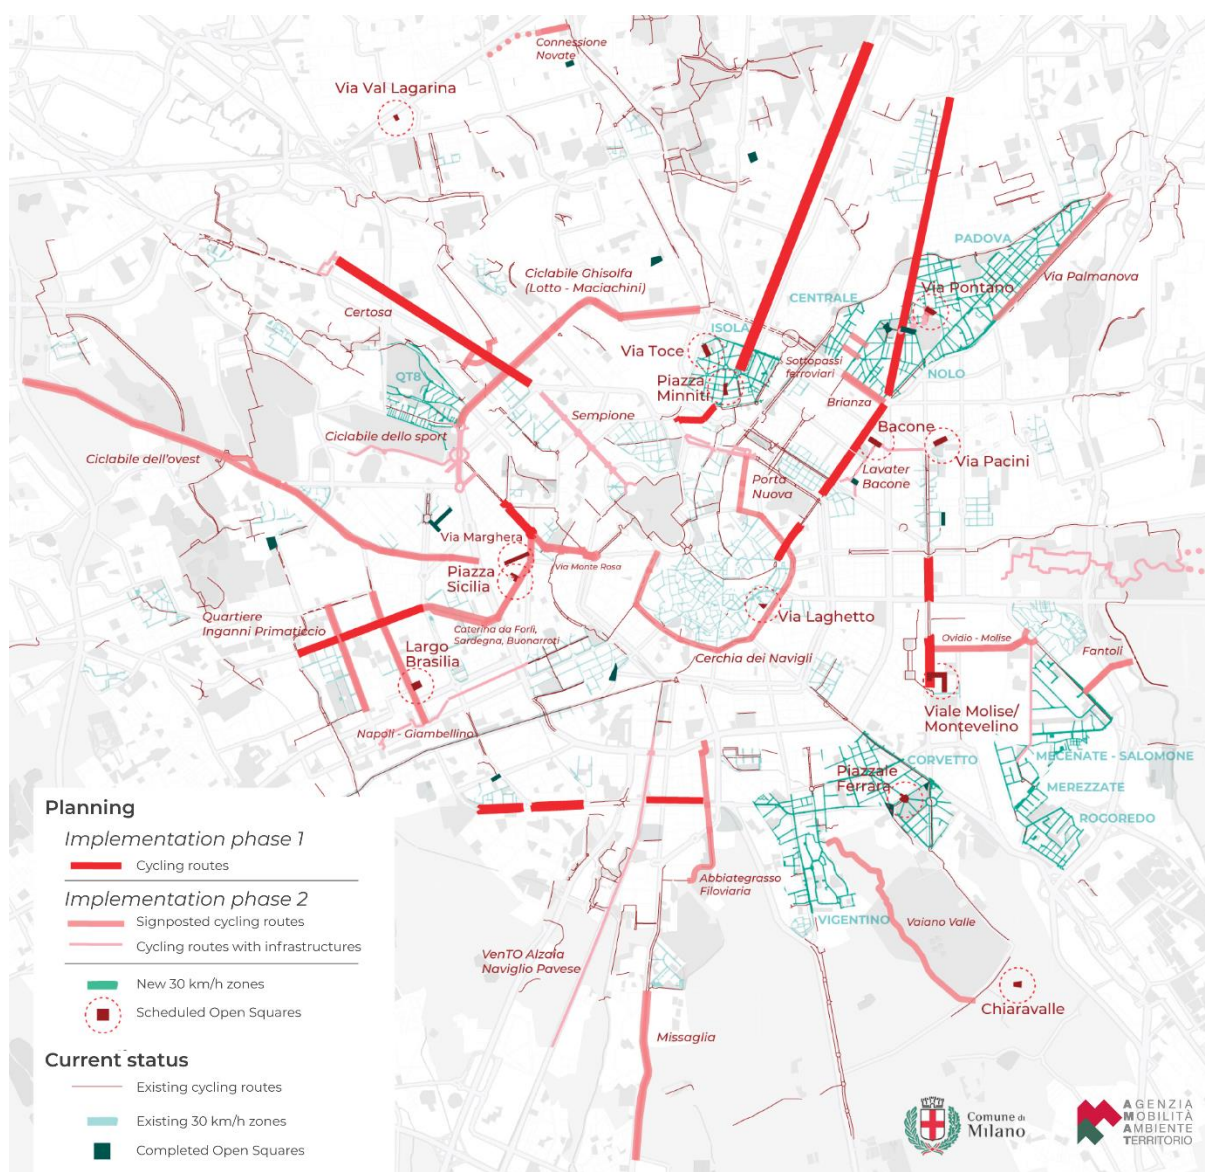 Connessione
Novate
Via Val Lagarina
PADOVA
Via Palmanova
Ciclabile Ghisolfa
(Lotto - Maciachini)
CENTRALE
Via Pontano
Certosa
ISOLA
Via Toce
Sottopassi
ferroviari
Piazza
Minniti
NOLO
QT8
Brianza
Sempione
Bacone
Ciclabile dello sport
Ciclabile dell'ovest
Via Pacini
Lavater
Bacone
Porta
Nuova
Via Marghera
Piazza
Sicilia
Via Monte Rosa
Quartiere
Inganni Primaticcio
Via Laghetto
Caterina da Forlì,
Sardegna, Buonarroti
Largo
Brasilia
Cerchia dei Navigli
Ovidio - Molise
Fantoli
Viale Molise/
Montevelino
Napoli - Giambellino
MECENATE - SALOMONE
CORVETTO
Piazzale
Ferrara
MEREZZATE
ROGOREDO
Abbiategrasso
Filoviaria
VIGENTINO
Vaiano Valle
VenTO Alzaia
Naviglio Pavese
Chiaravalle
Missaglia
Planning
Implementation phase 1
Cycling routes
Implementation phase 2
Signposted cycling routes
Cycling routes with infrastructures
New 30 km/h zones
Scheduled Open Squares
Current status
Existing cycling routes
Existing 30 km/h zones
Completed Open Squares
Comune di
Milano
AGENZIA
MOBILITÀ
AMBIENTE
TERRITORIO